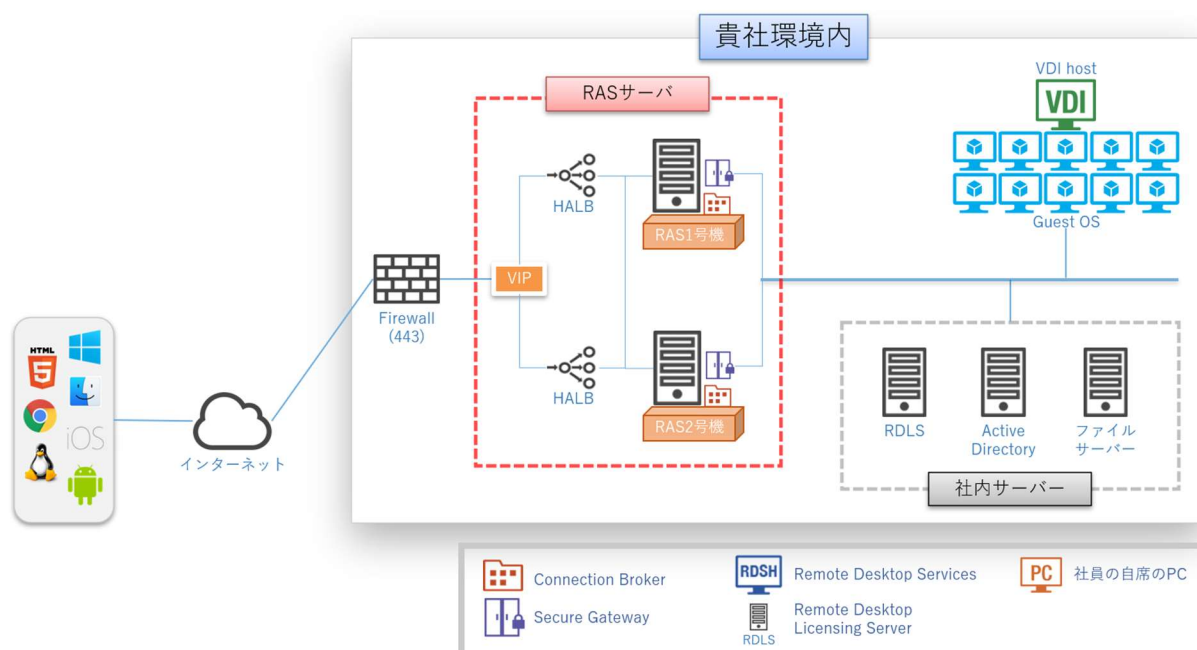 貴社環境内
RASサーバ
VDI host
VDI
Guest OS
HALB
RAS1号機
VIP
Firewall
(443)
HALB
RAS2号機
HTML
5
iOS
インターネット
RDLS
Active
Directory
ファイル
サーバー
社内サーバー
Connection Broker
Secure Gateway
RDSH
Remote Desktop Services
RDLS
Remote Desktop
Licensing Server
PC
社員の自席のPC